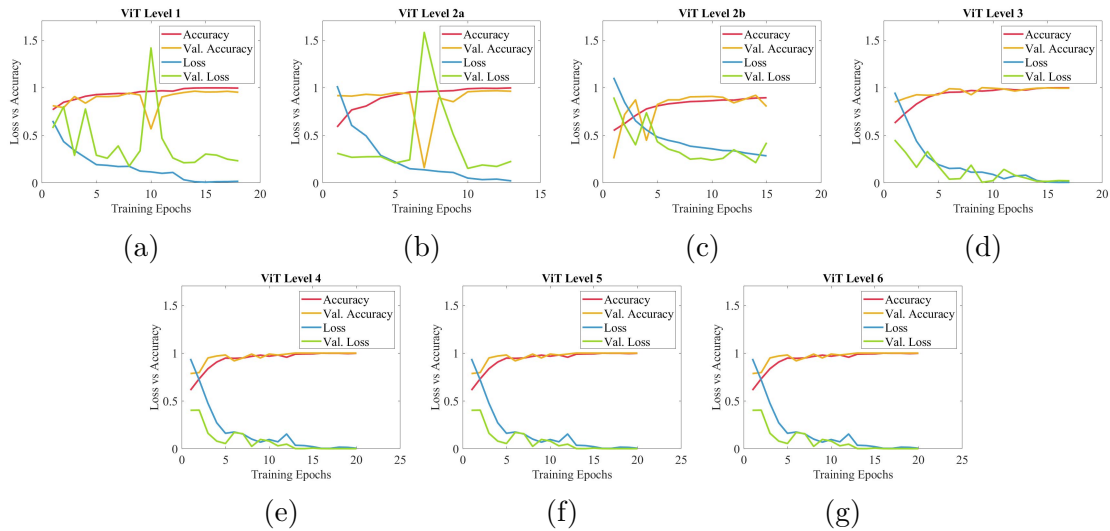 ViT Level 1
Loss vs Accuracy
1.5
1
0.5
0
Accuracy
Val. Accuracy
Loss
Val. Loss
0 5 10 15 20
Training Epochs
(a)
ViT Level 2a
Loss vs Accuracy
1.5
1
0.5
0
Accuracy
Val. Accuracy
Loss
Val. Loss
0 5 10 15
Training Epochs
(b)
ViT Level 2b
Loss vs Accuracy
1.5
1
0.5
0
Accuracy
Val. Accuracy
Loss
Val. Loss
0 5 10 15 20
Training Epochs
(c)
ViT Level 3
Loss vs Accuracy
1.5
1
0.5
0
Accuracy
Val. Accuracy
Loss
Val. Loss
0 5 10 15 20
Training Epochs
(d)
ViT Level 4
Loss vs Accuracy
1.5
1
0.5
0
Accuracy
Val. Accuracy
Loss
Val. Loss
0 5 10 15 20 25
Training Epochs
(e)
ViT Level 5
Loss vs Accuracy
1.5
1
0.5
0
Accuracy
Val. Accuracy
Loss
Val. Loss
0 5 10 15 20 25
Training Epochs
(f)
ViT Level 6
Loss vs Accuracy
1.5
1
0.5
0
Accuracy
Val. Accuracy
Loss
Val. Loss
0 5 10 15 20 25
Training Epochs
(g)